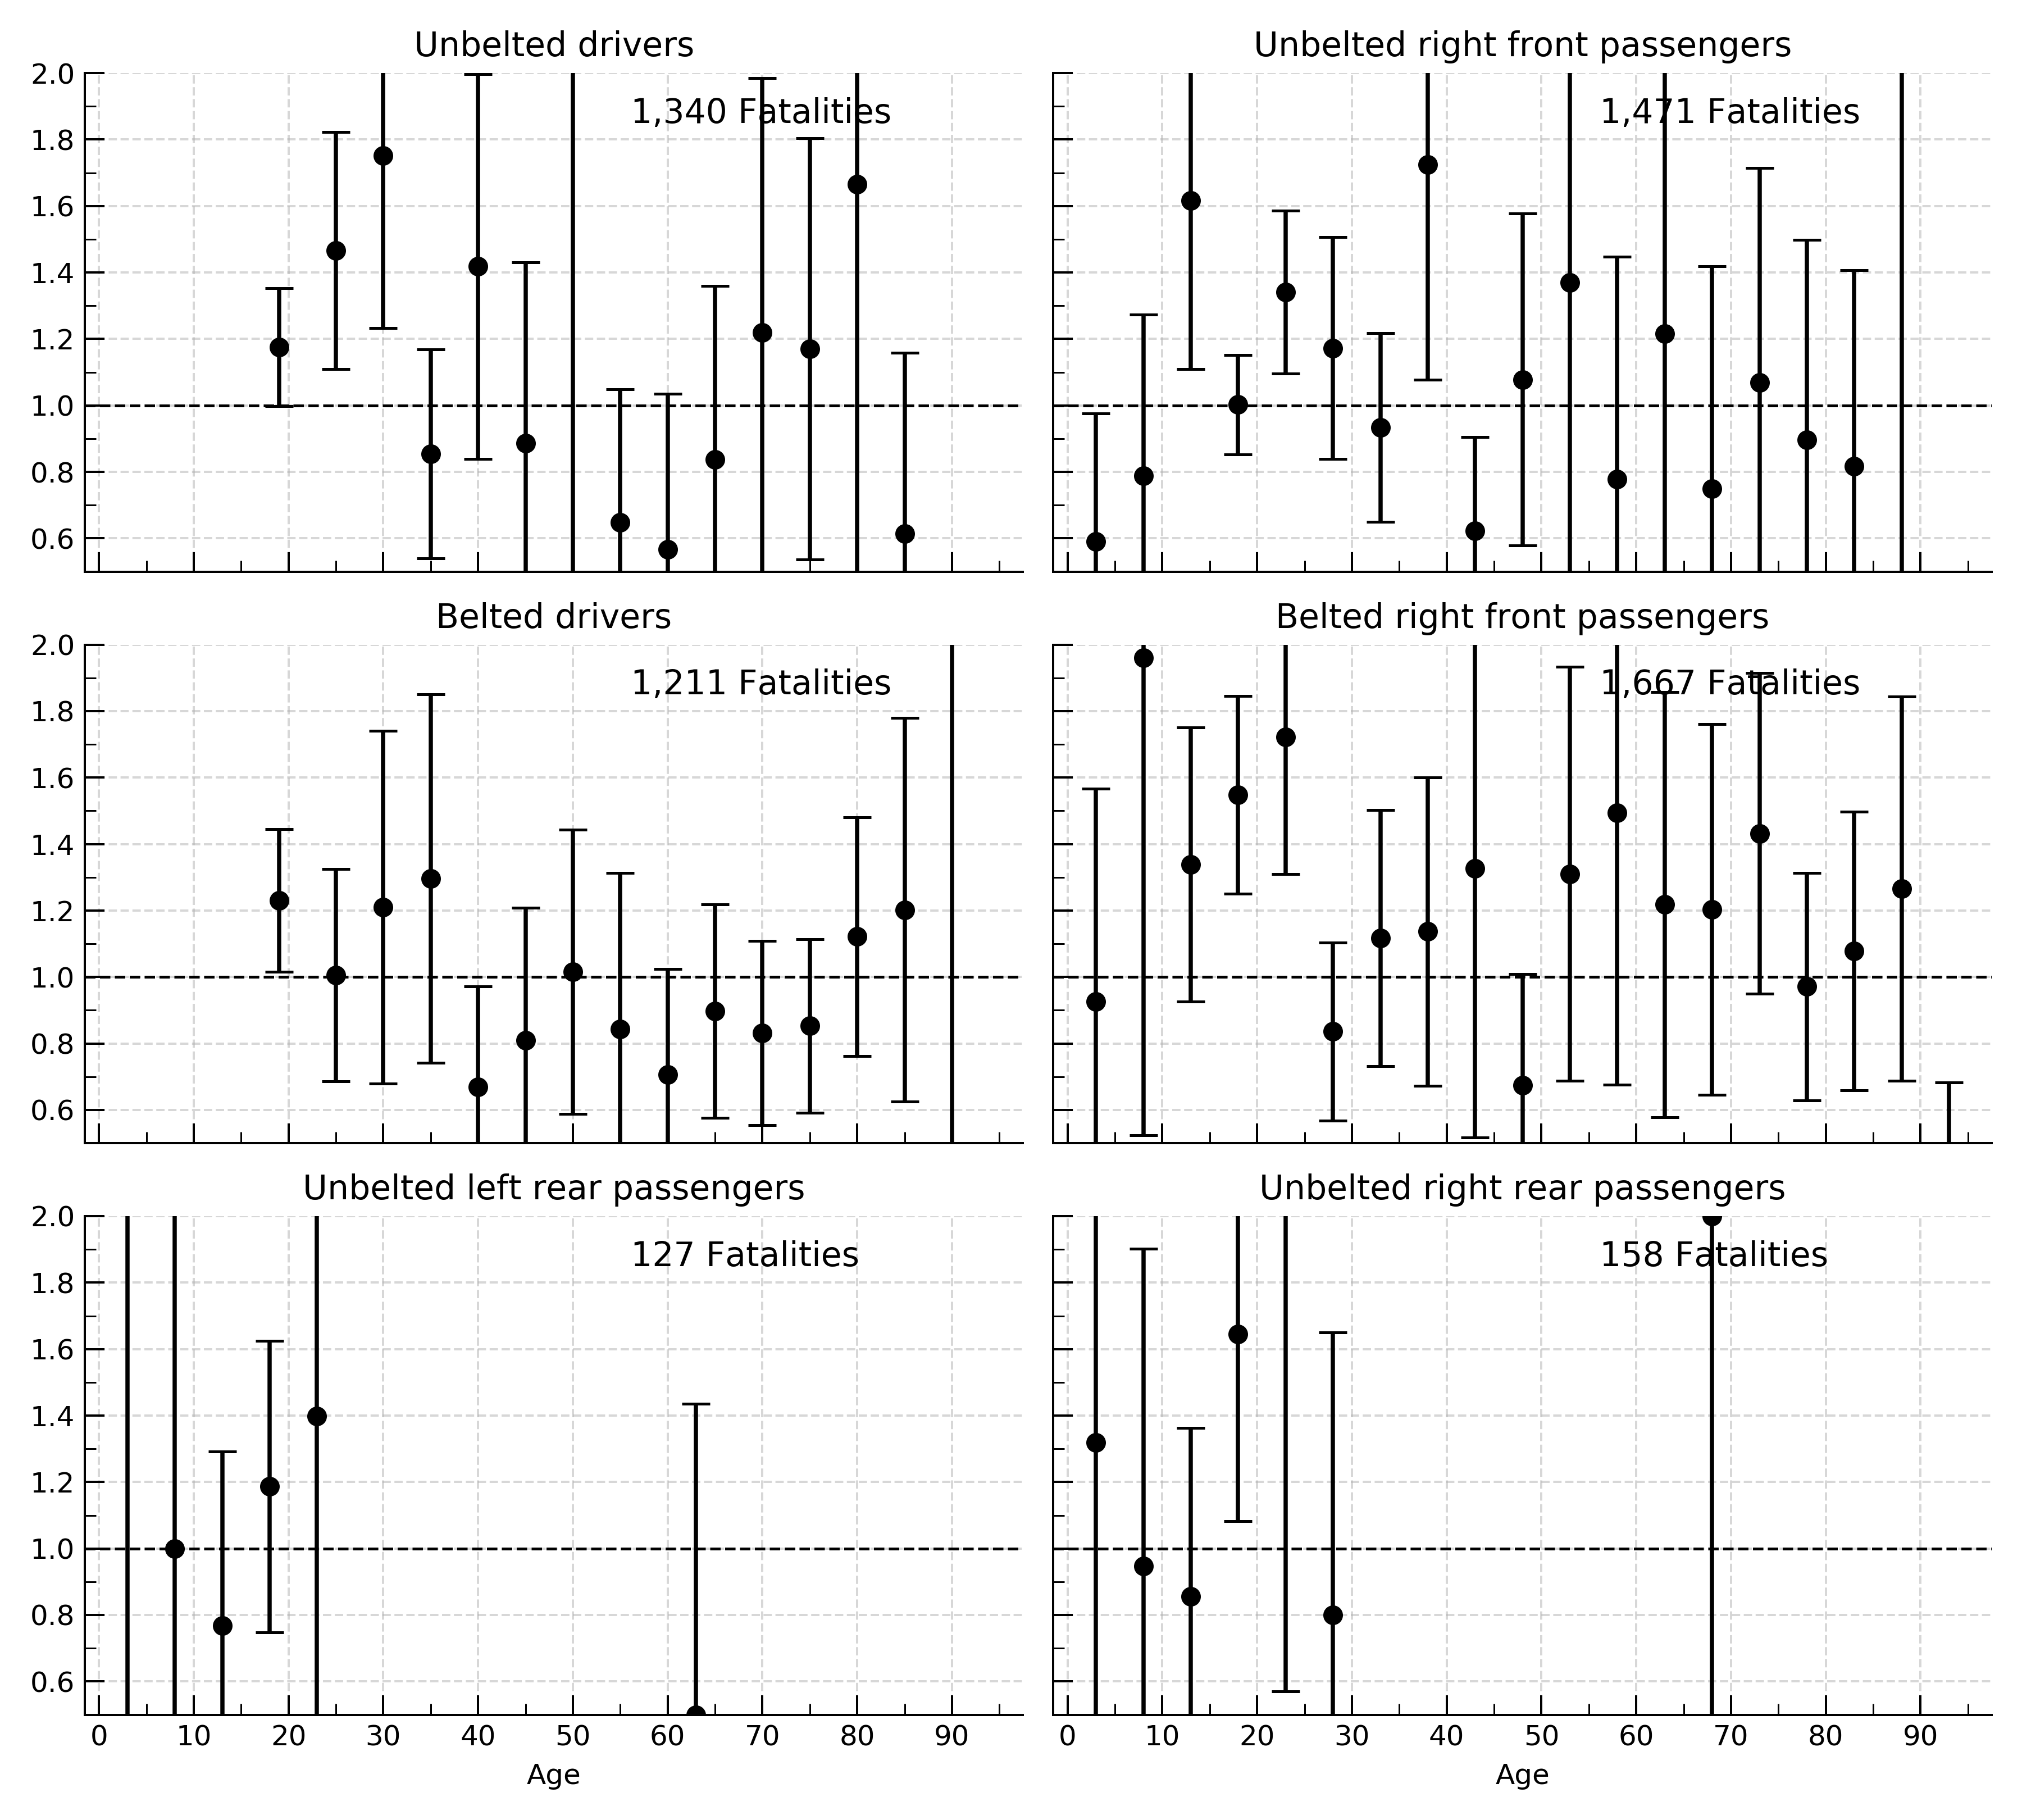 Unbelted drivers
1,340 Fatalities
2.0
1.8
1.6
1.4
1.2
1.0
0.8
0.6
Unbelted right front passengers
1,471 Fatalities
Belted drivers
1,211 Fatalities
2.0
1.8
1.6
1.4
1.2
1.0
0.8
0.6
Belted right front passengers
1,667 Fatalities
Unbelted left rear passengers
127 Fatalities
2.0
1.8
1.6
1.4
1.2
1.0
0.8
0.6
0 10 20 30 40 50 60 70 80 90
Age
Unbelted right rear passengers
158 Fatalities
0 10 20 30 40 50 60 70 80 90
Age